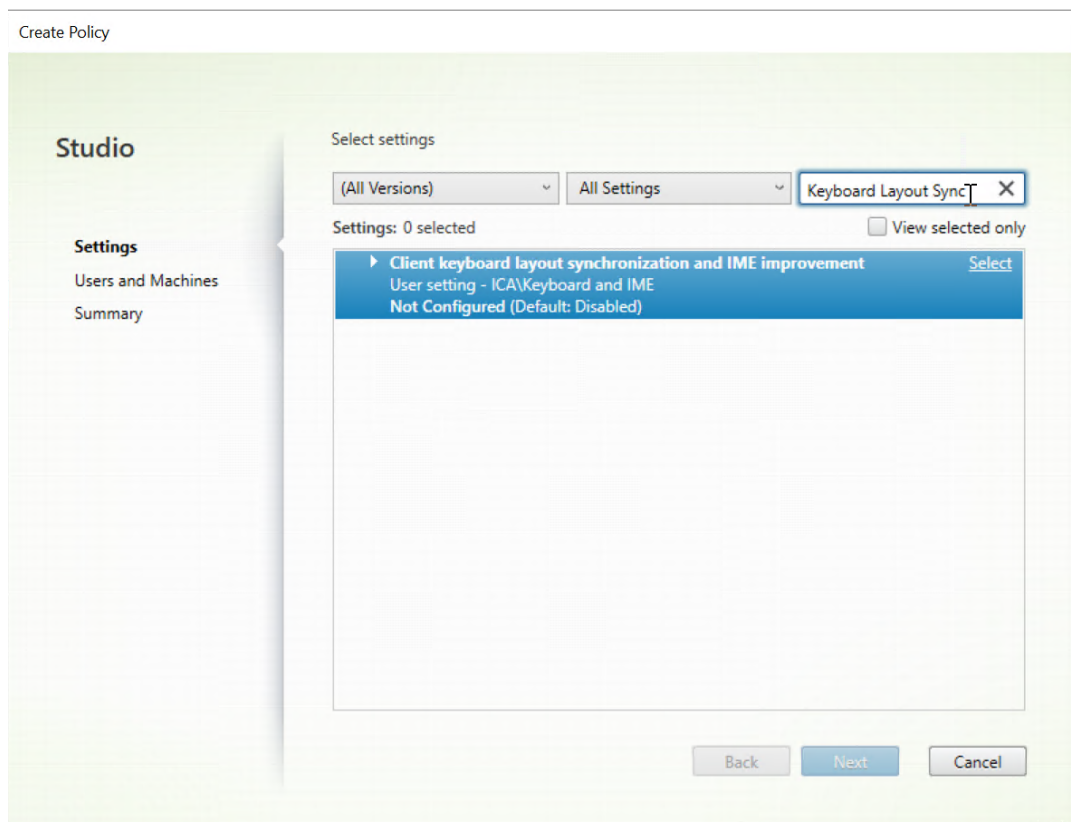 Create Policy
Studio
Settings
Users and Machines
Summary
Select settings
(All Versions)
All Settings
Keyboard Layout Sync
Settings: 0 selected
View selected only
Client keyboard layout synchronization and IME improvement
Select
User setting - ICA\Keyboard and IME
Not Configured (Default: Disabled)
Back
Next
Cancel